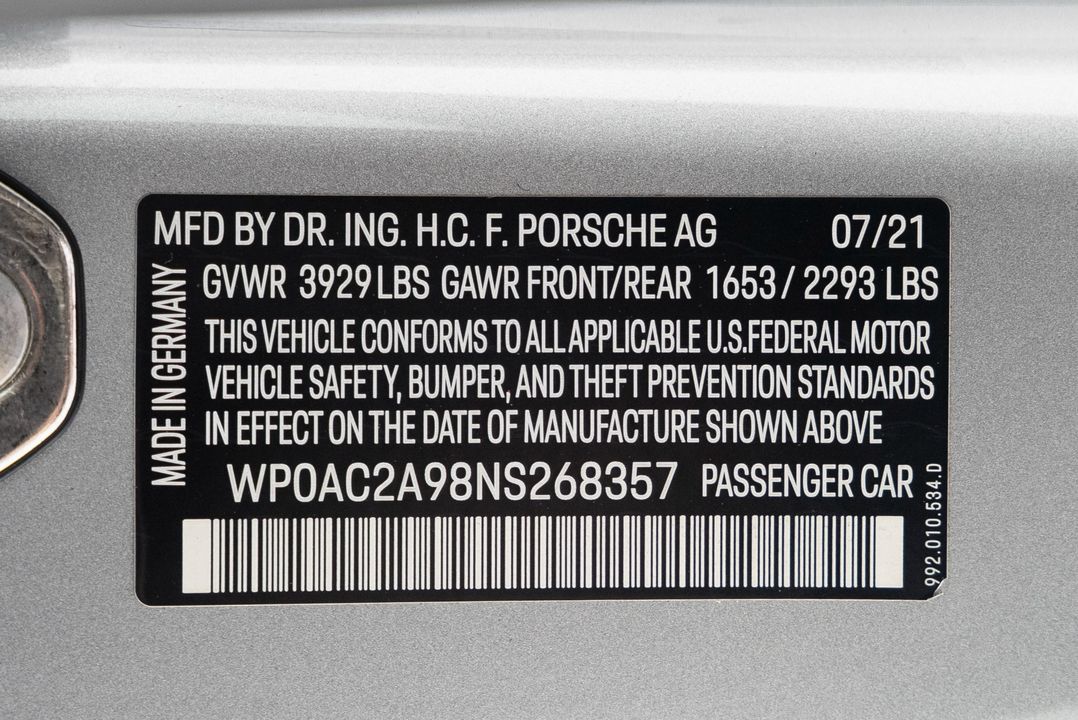 MFD BY DR. ING. H.C. F. PORSCHE AG 07/21
GVWR 3929 LBS GAWR FRONT/REAR 1653 / 2293 LBS
MADE IN GERMANY
THIS VEHICLE CONFORMS TO ALL APPLICABLE U.S.FEDERAL MOTOR
VEHICLE SAFETY, BUMPER, AND THEFT PREVENTION STANDARDS
IN EFFECT ON THE DATE OF MANUFACTURE SHOWN ABOVE
WP0AC2A98NS268357 PASSENGER CAR
992.010.534.D